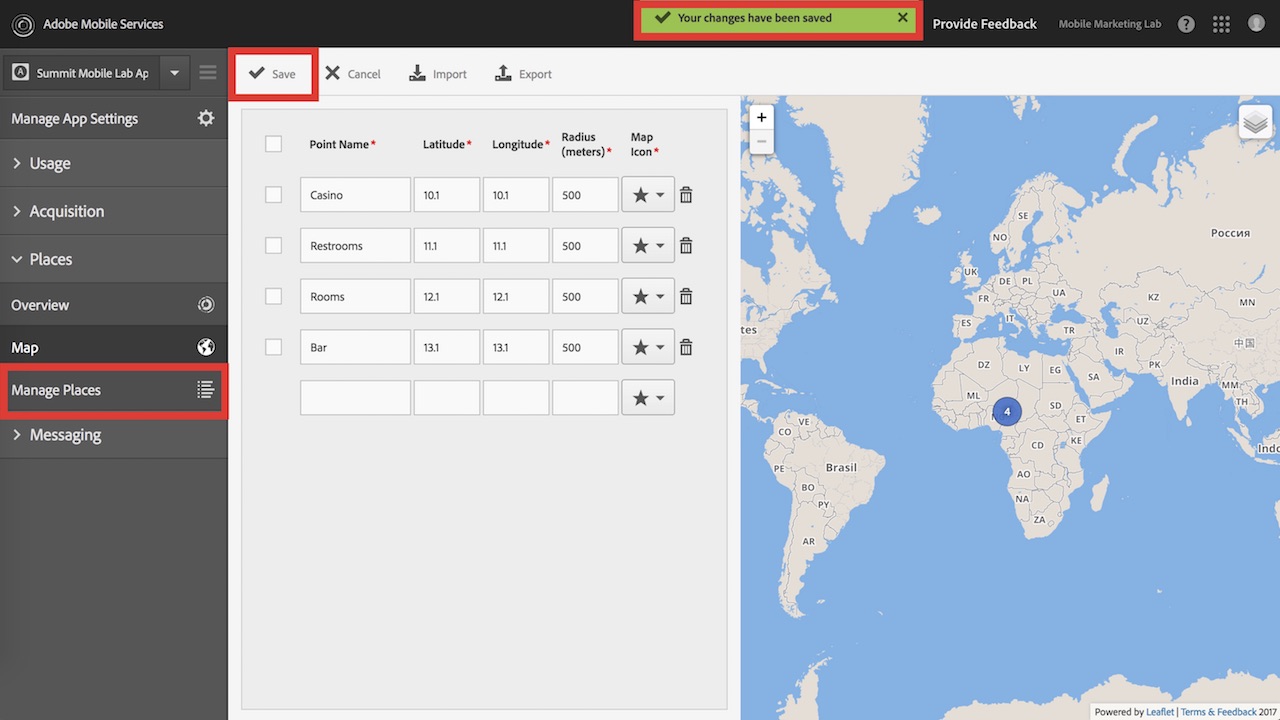 Adobe Mobile Services
Your changes have been saved
Provide Feedback
Mobile Marketing Lab
Summit Mobile Lab Ap
Save
Cancel
Import
Export
Manage App Settings
Usage
Acquisition
Places
Overview
Map
Manage Places
Messaging
Point Name*
Latitude*
Longitude*
Radius
(meters)*
Map
Icon*
Casino 10.1 10.1 500
Restrooms 11.1 11.1 500
Rooms 12.1 12.1 500
Bar 13.1 13.1 500
+
−
SE
NO
Россия
UK
DE PL
FR
UA
KZ
MN
IT
ES
TR
UZ
中国
tes
IR
DZ
LY
EG
PK
SA
India
MM
TH
ML
4
SD
ET
VE
CO
CD
KE
Indo
PE
Brasil
BO
AO
PY
NA
ZA
AR
Powered by Leaflet | Terms & Feedback 2017